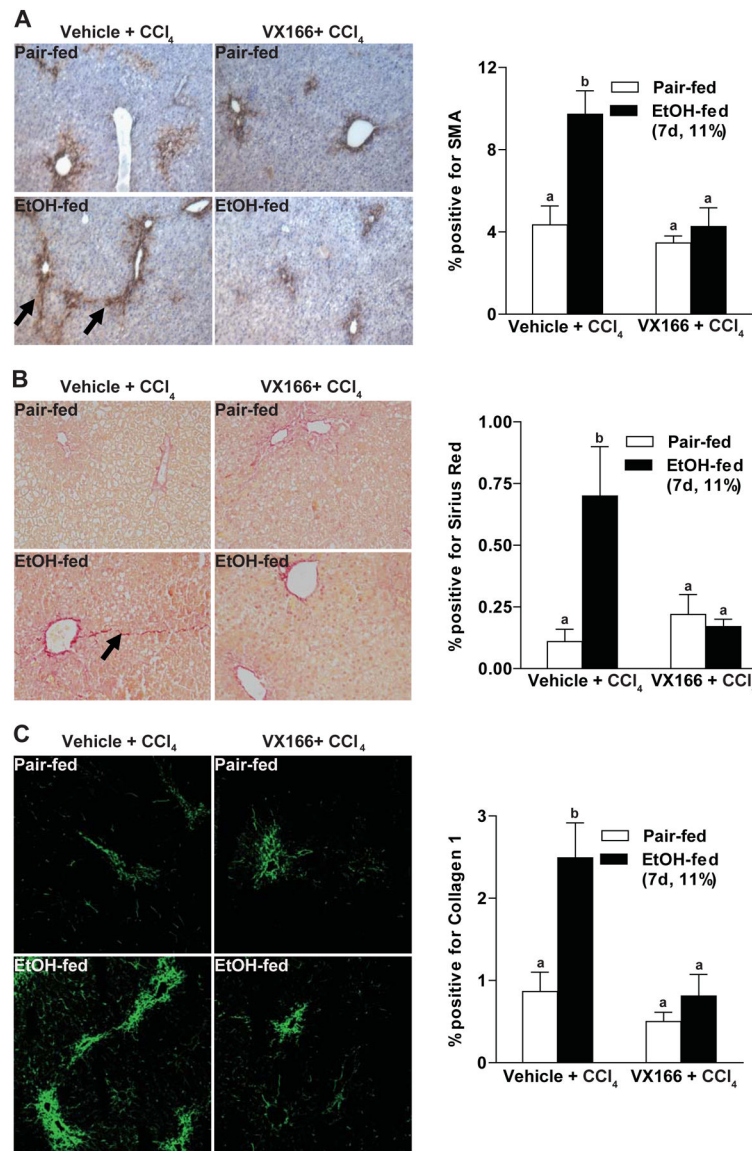 A
Vehicle + CCl4
VX166+ CCl4
Pair-fed
Pair-fed
EtOH-fed
EtOH-fed
% positive for SMA
12
8
4
0
a
b
a
a
Pair-fed
EtOH-fed
(7d, 11%)
Vehicle + CCl4
VX166 + CCl4
B
Vehicle + CCl4
VX166+ CCl4
Pair-fed
Pair-fed
EtOH-fed
EtOH-fed
% positive for Sirius Red
1.00
0.75
0.50
0.25
0.00
a
b
a
a
Pair-fed
EtOH-fed
(7d, 11%)
Vehicle + CCl4
VX166 + CCl
C
Vehicle + CCl4
VX166+ CCl4
Pair-fed
Pair-fed
EtOH-fed
EtOH-fed
% positive for Collagen 1
3
2
1
0
a
b
a
a
Pair-fed
EtOH-fed
(7d, 11%)
Vehicle + CCl4
VX166 + CCl4